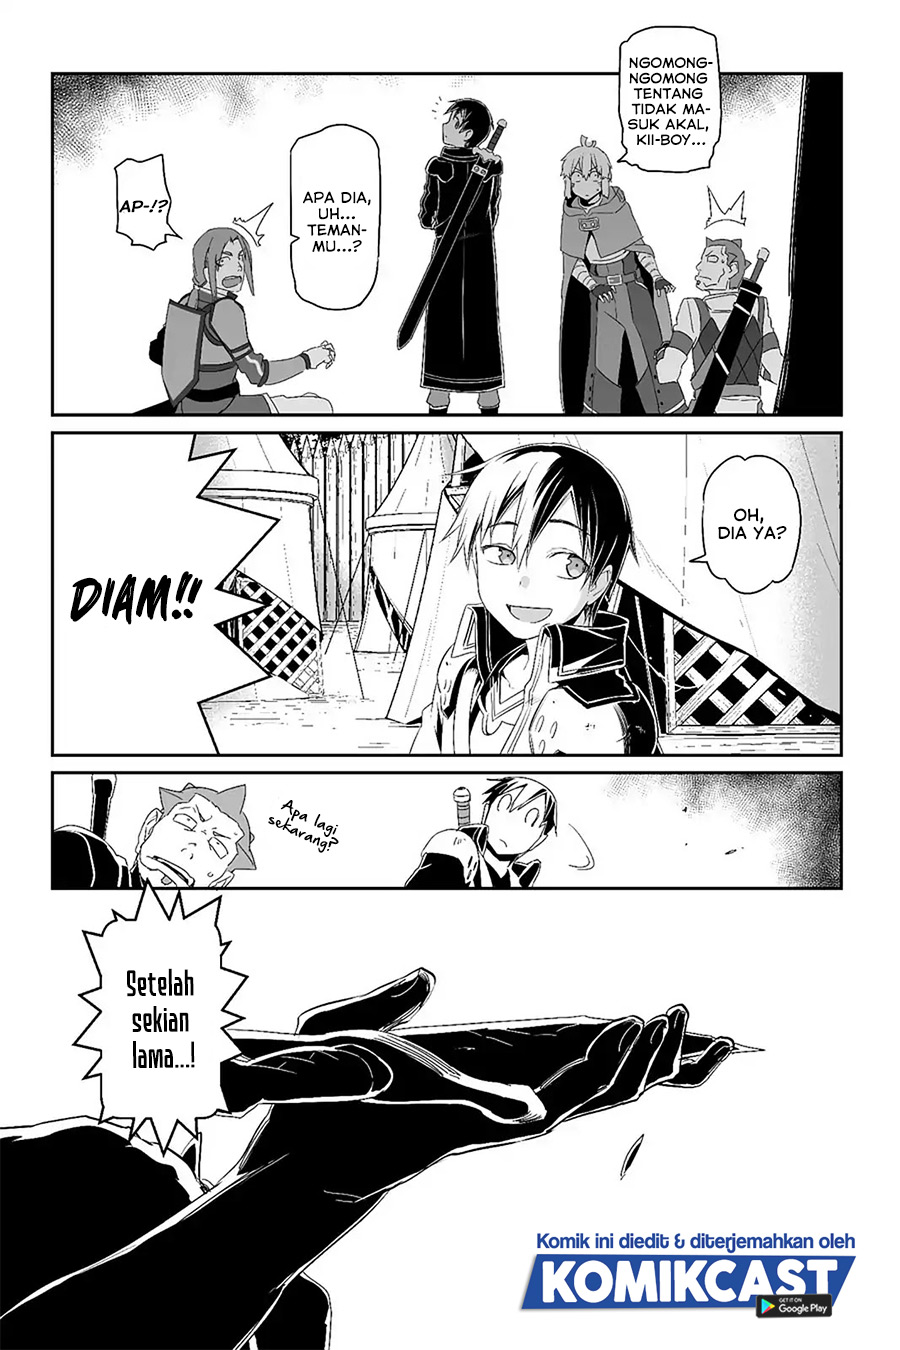 NGOMONG-
NGOMONG
TENTANG
TIDAK MA-
SUK AKAL,
KII-BOY...
APA DIA,
UH...
TEMAN-
MU...?
AP-!?
OH,
DIA YA?
DIAM!!
Apa lagi
sekarang?
Setelah
sekian
lama...!
Komik ini diedit & diterjemahkan oleh
KOMIKCAST
GET IT ON
Google Play